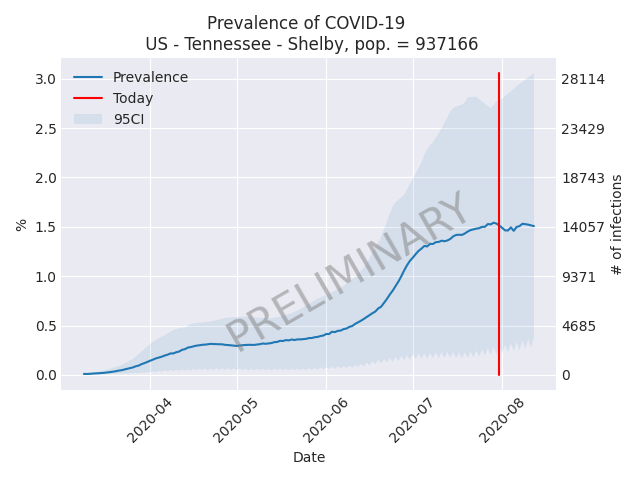 Prevalence of COVID-19
US - Tennessee - Shelby, pop. = 937166
Prevalence
Today
95CI
PRELIMINARY
%
3.0
2.5
2.0
1.5
1.0
0.5
0.0
28114
23429
18743
14057
9371
4685
0
# of infections
2020-04
2020-05
2020-06
2020-07
2020-08
Date